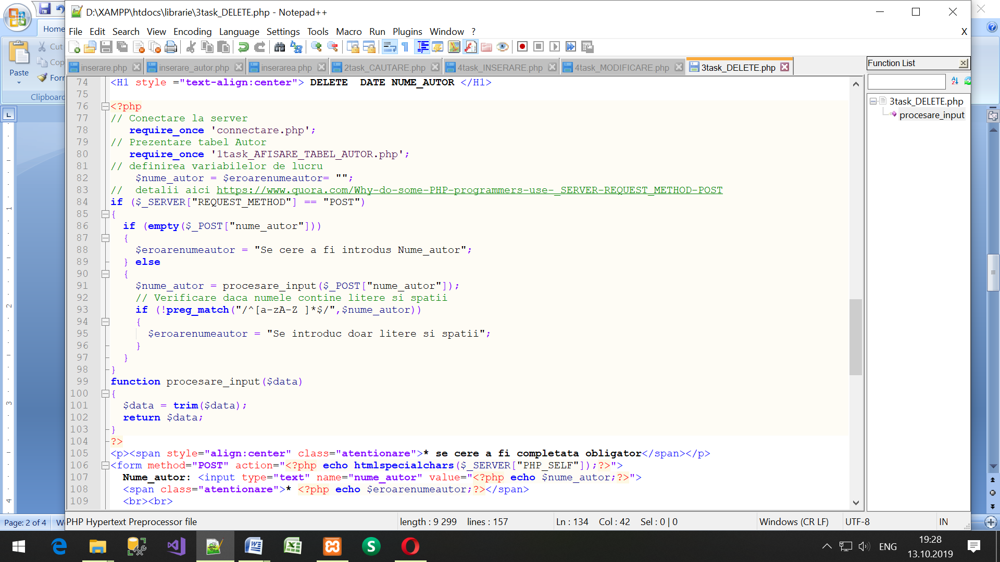 D:\XAMPP\htdocs\librarie\3task_DELETE.php - Notepad++
Home
File Edit Search View Encoding Language Settings Tools Macro Run Plugins Window ?
X
Cut
Cop
Paste
Forr
Clipboard
inserare.php
inserare_autor.php
inserarea.php
2task_CAUTARE.php
4task_INSERARE.php
4task_MODIFICARE.php
3task_DELETE.php
Function List
3task_DELETE.php
procesare_input
74 <H1 style ="text-align:center"> DELETE  DATE NUME_AUTOR </H1>
75
76 <?php
77 // Conectare la server
78    require_once 'connectare.php';
79 // Prezentare tabel Autor
80    require_once '1task_AFISARE_TABEL_AUTOR.php';
81 // definirea variabilelor de lucru
82     $nume_autor = $eroarenumeautor= "";
83 //  detalii aici https://www.quora.com/Why-do-some-PHP-programmers-use-_SERVER-REQUEST_METHOD-POST
84 if ($_SERVER["REQUEST_METHOD"] == "POST")
85 {
86   if (empty($_POST["nume_autor"]))
87   {
88     $eroarenumeautor = "Se cere a fi introdus Nume_autor";
89   } else
90   {
91     $nume_autor = procesare_input($_POST["nume_autor"]);
92     // Verificare daca numele contine litere si spatii
93     if (!preg_match("/^[a-zA-Z ]*$/",$nume_autor))
94     {
95       $eroarenumeautor = "Se introduc doar litere si spatii";
96     }
97   }
98 }
99 function procesare_input($data)
100 {
101   $data = trim($data);
102   return $data;
103 }
104 ?>
105 <p><span style="align:center" class="atentionare">* se cere a fi completata obligator</span></p>
106 <form method="POST" action="<?php echo htmlspecialchars($_SERVER["PHP_SELF"]);?>">
107   Nume_autor: <input type="text" name="nume_autor" value="<?php echo $nume_autor;?>">
108   <span class="atentionare">* <?php echo $eroarenumeautor;?></span>
109   <br><br>
1
2
3
4
Page: 2 of 4
PHP Hypertext Preprocessor file
length : 9 299 lines : 157
Ln : 134 Col : 42 Sel : 0 | 0
Windows (CR LF)
UTF-8
IN
ENG
19:28
13.10.2019